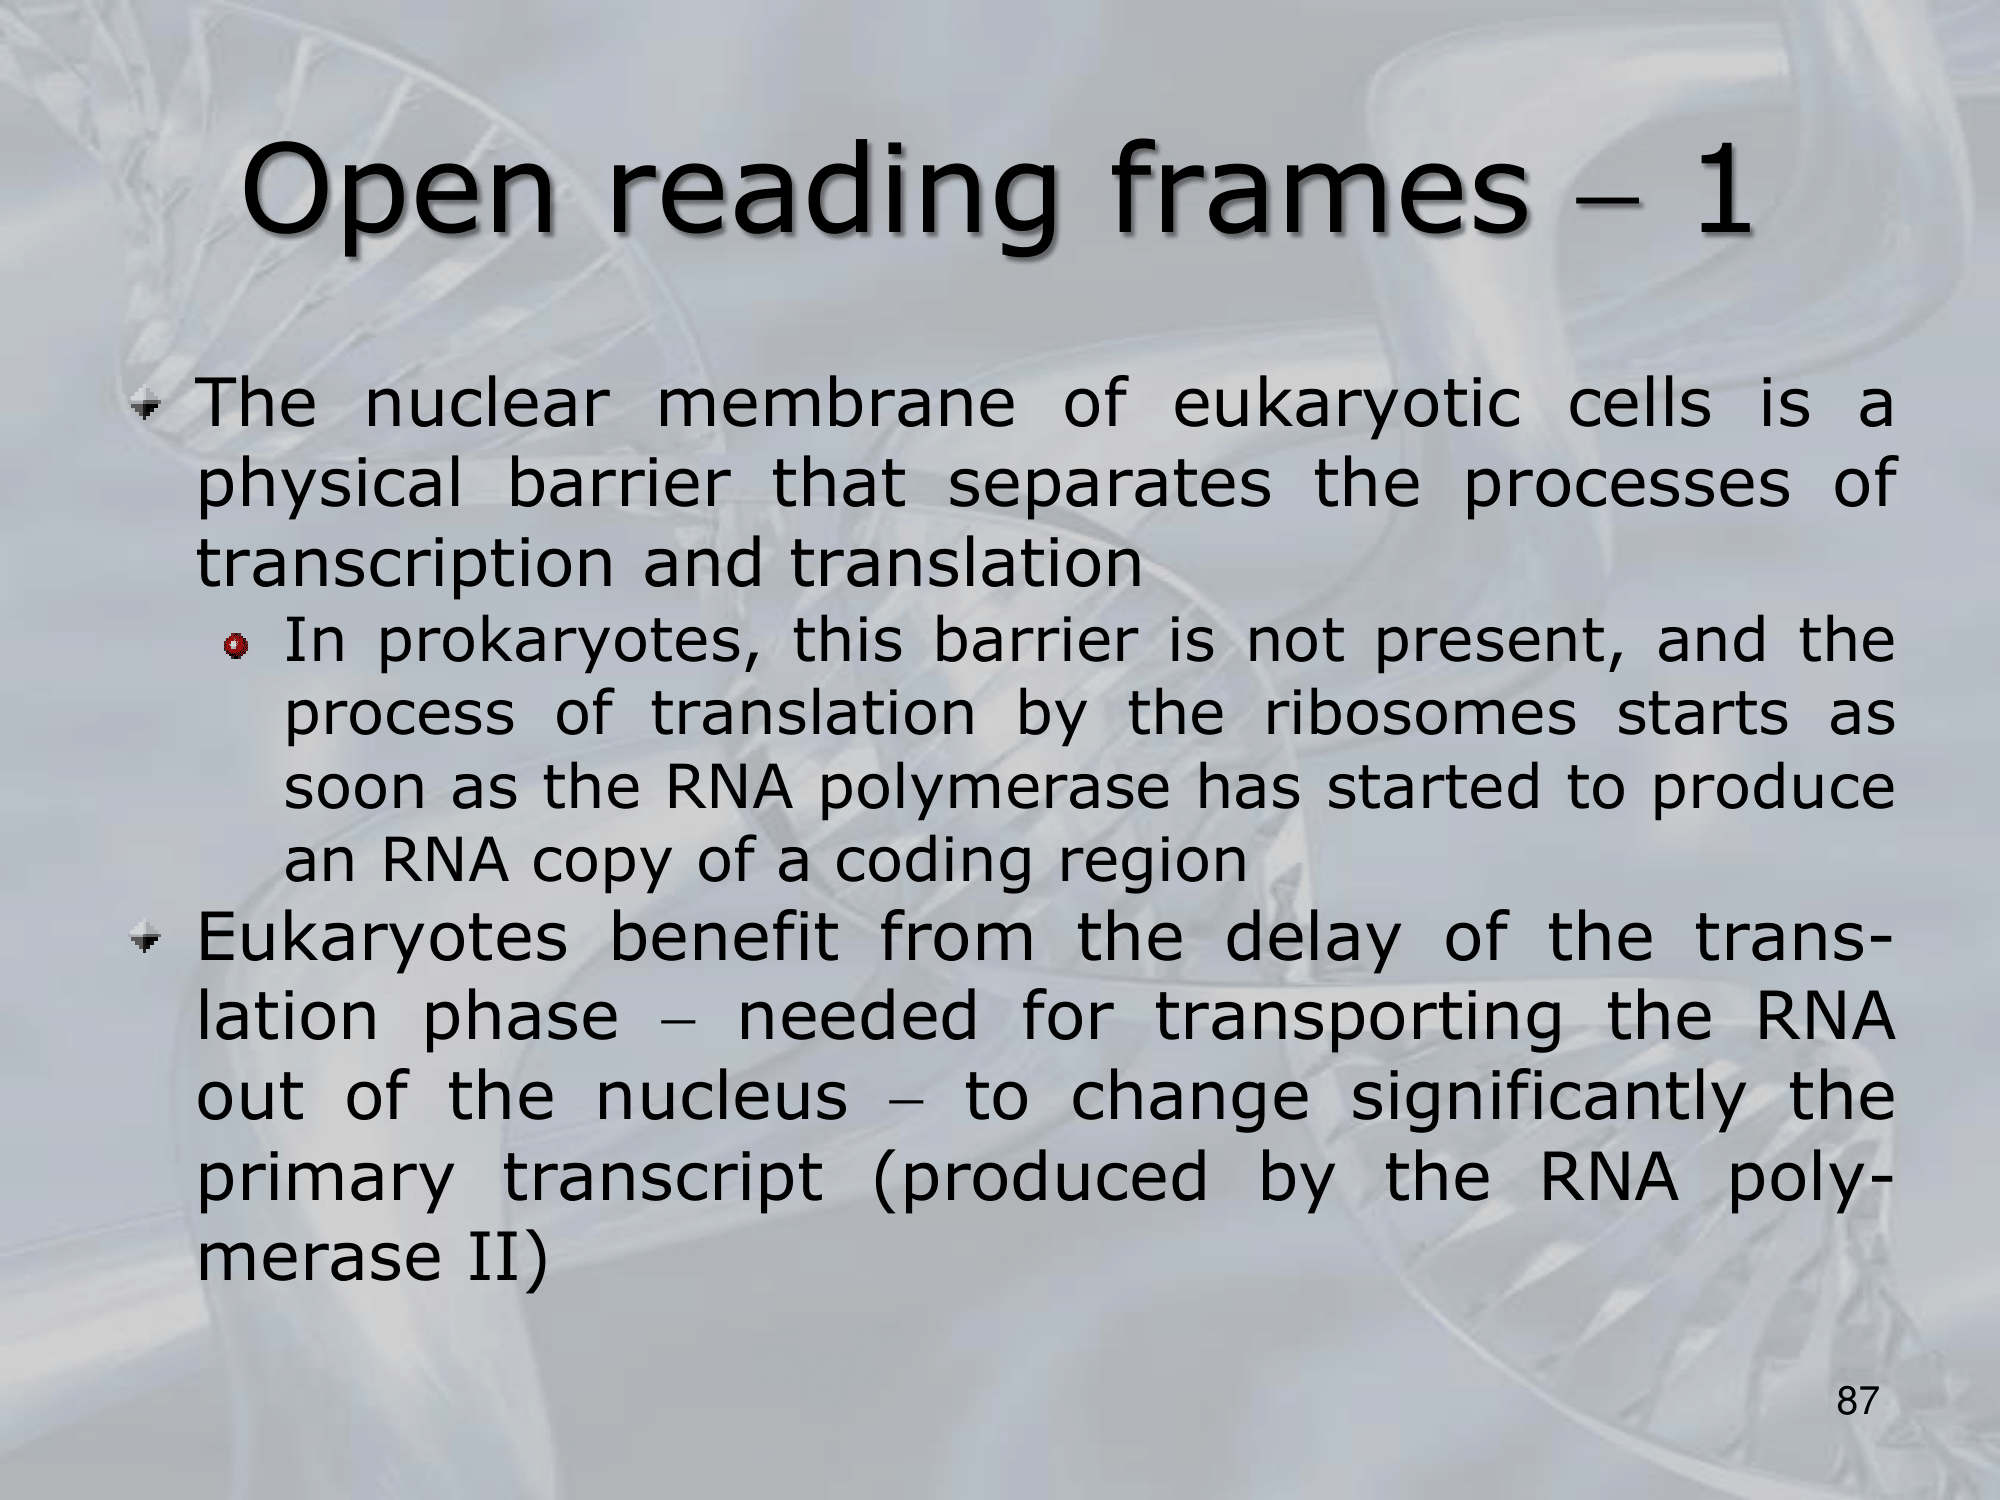 Open reading frames – 1
The nuclear membrane of eukaryotic cells is a
physical barrier that separates the processes of
transcription and translation
In prokaryotes, this barrier is not present, and the
process of translation by the ribosomes starts as
soon as the RNA polymerase has started to produce
an RNA copy of a coding region
Eukaryotes benefit from the delay of the trans-
lation phase – needed for transporting the RNA
out of the nucleus – to change significantly the
primary transcript (produced by the RNA poly-
merase II)
87